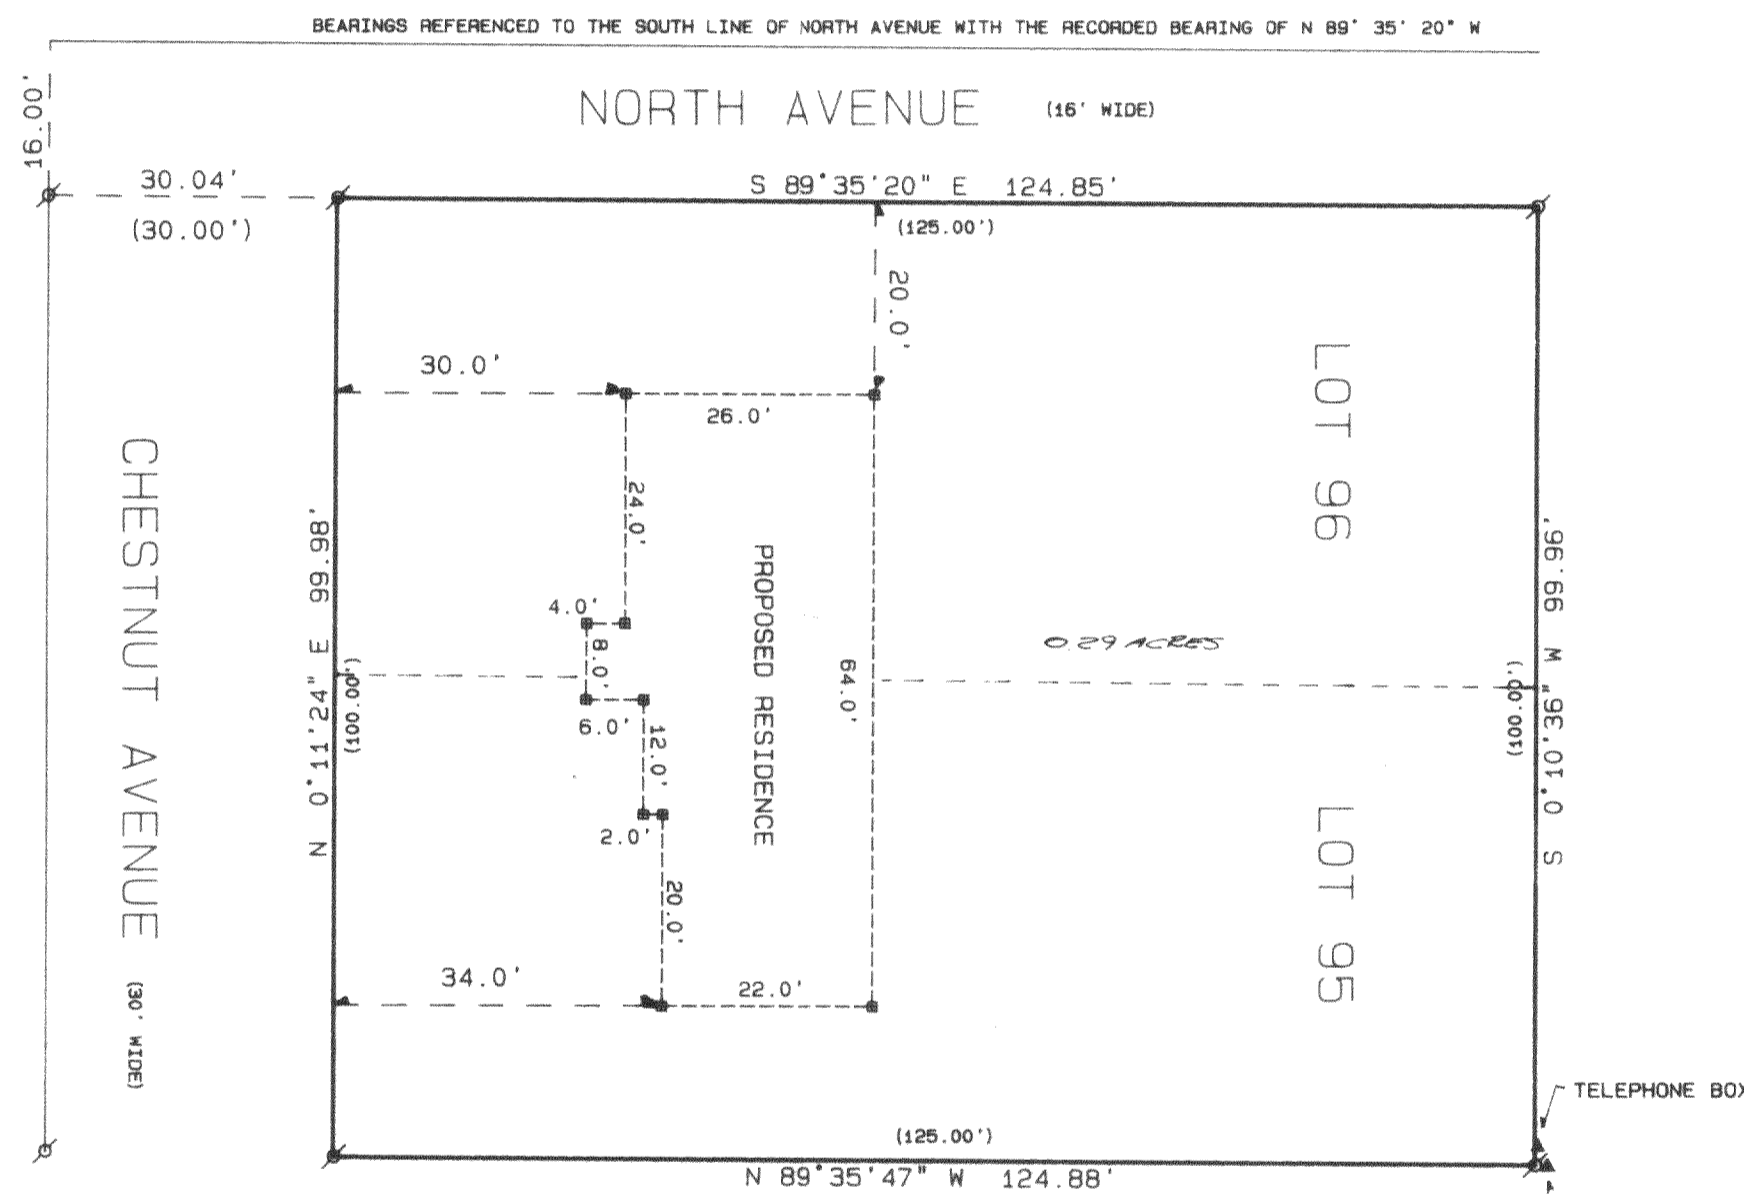 BEARINGS REFERENCED TO THE SOUTH LINE OF NORTH AVENUE WITH THE RECORDED BEARING OF N 89° 35' 20" W
NORTH AVENUE (16' WIDE)
16.00'
30.04'
(30.00')
S 89°35'20" E 124.85'
(125.00')
20.0'
30.0'
26.0'
24.0'
LOT 96
CHESTNUT AVENUE (30' WIDE)
N 0°11'24" E 99.98'
(100.00')
4.0'
8.0'
6.0'
12.0'
2.0'
20.0'
PROPOSED RESIDENCE
64.0'
0.29 ACRES
S 0°10'36" W 99.96'
(100.00')
LOT 95
34.0'
22.0'
TELEPHONE BOX
(125.00')
N 89°35'47" W 124.88'